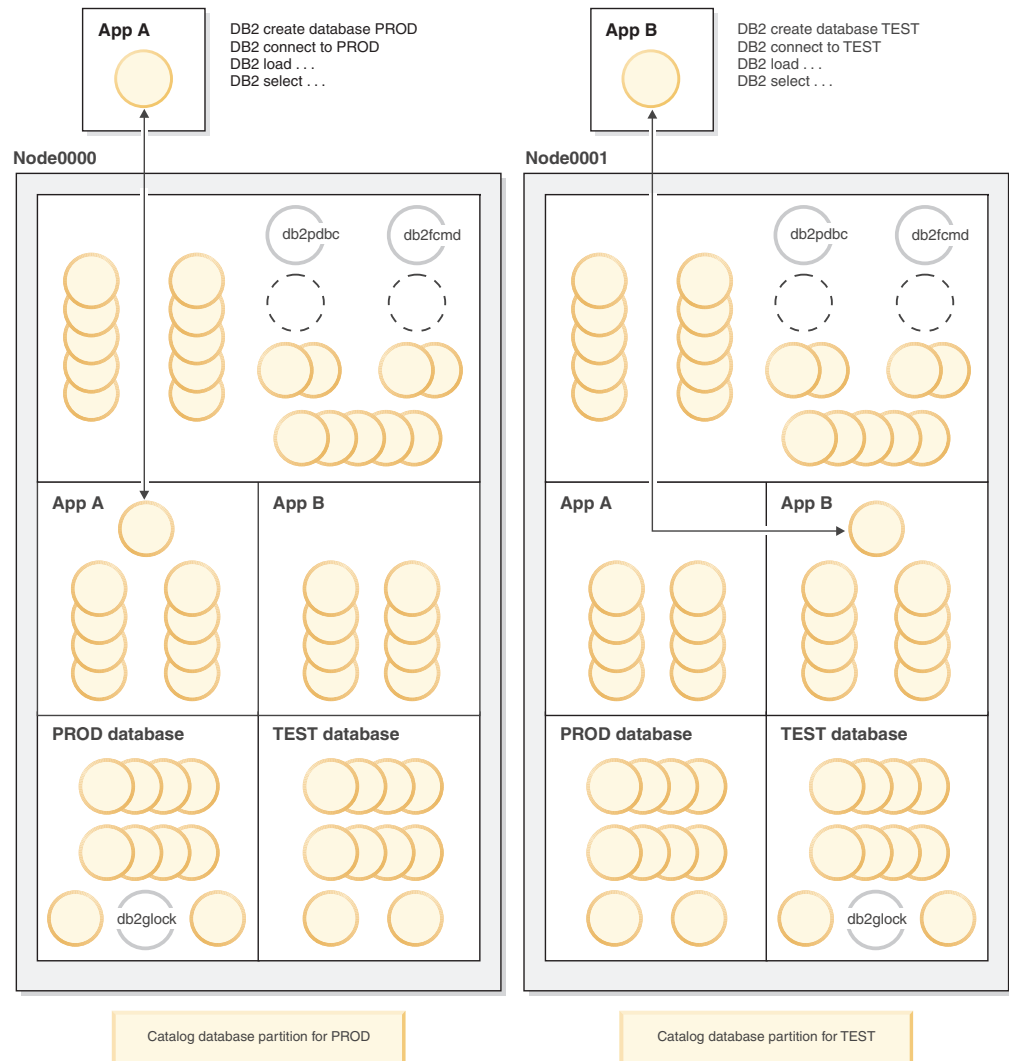 App A
DB2 create database PROD
DB2 connect to PROD
DB2 load . . .
DB2 select . . .
App B
DB2 create database TEST
DB2 connect to TEST
DB2 load . . .
DB2 select . . .
Node0000
db2pdbc
db2fcmd
App A
App B
PROD database
TEST database
db2glock
Catalog database partition for PROD
Node0001
db2pdbc
db2fcmd
App A
App B
PROD database
TEST database
db2glock
Catalog database partition for TEST